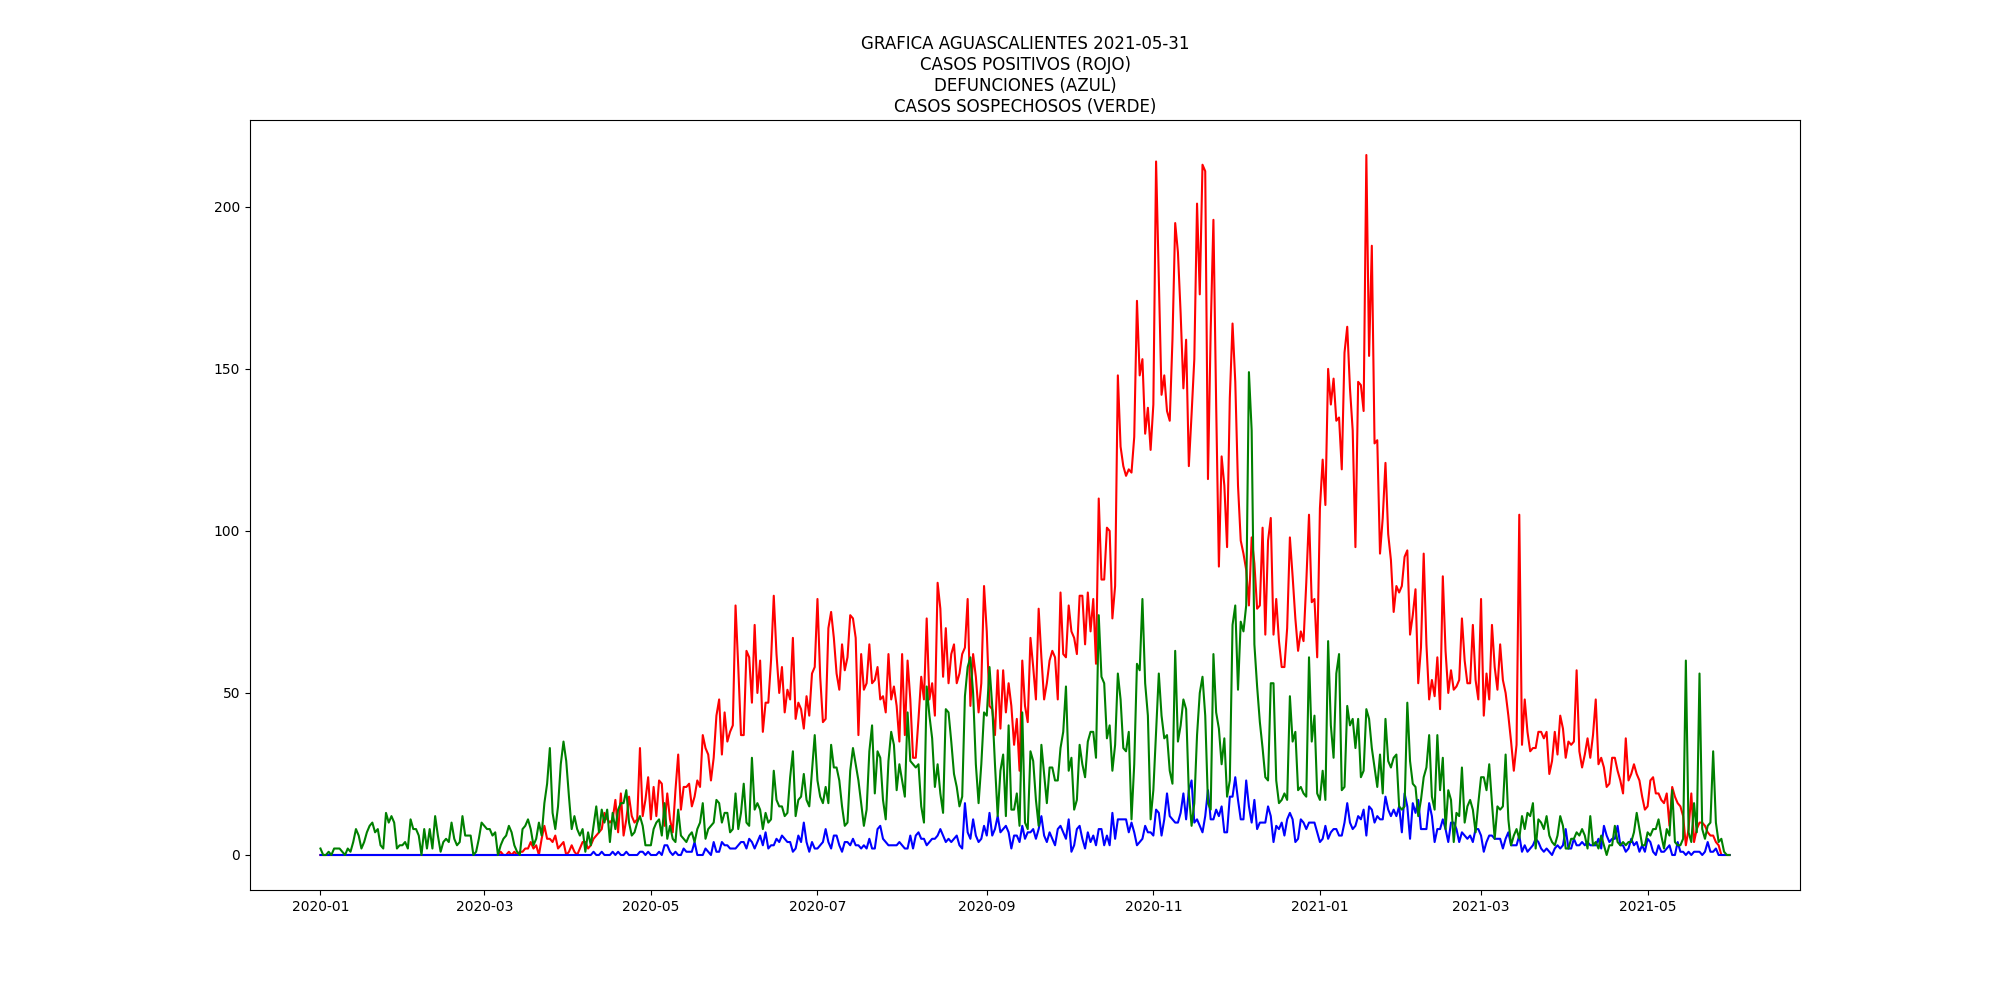 GRAFICA AGUASCALIENTES 2021-05-31
CASOS POSITIVOS (ROJO)
DEFUNCIONES (AZUL)
CASOS SOSPECHOSOS (VERDE)
200
150
100
50
0
2020-01 2020-03 2020-05 2020-07 2020-09 2020-11 2021-01 2021-03 2021-05